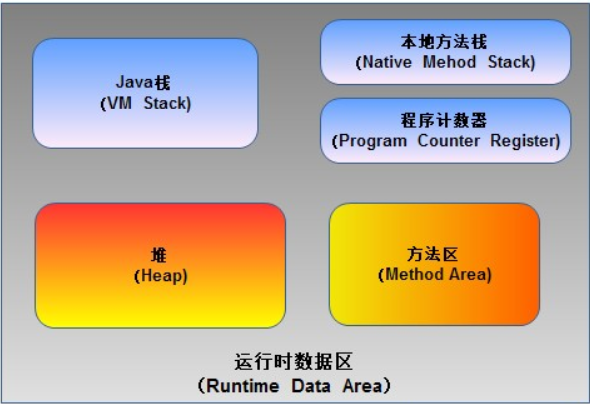 Java栈
(VM Stack)
本地方法栈
(Native Mehod Stack)
程序计数器
(Program Counter Register)
堆
(Heap)
方法区
(Method Area)
运行时数据区
(Runtime Data Area)